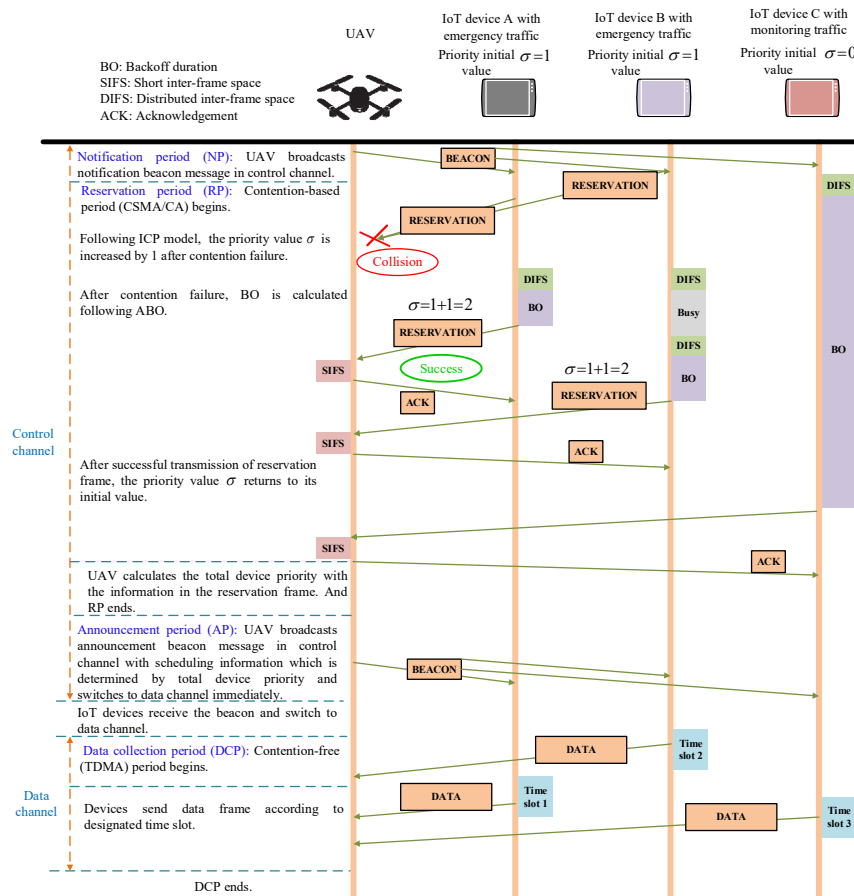 UAV
IoT device A with
emergency traffic
Priority initial σ=1
value
IoT device B with
emergency traffic
Priority initial σ=1
value
IoT device C with
monitoring traffic
Priority initial σ=0
value
BO: Backoff duration
SIFS: Short inter-frame space
DIFS: Distributed inter-frame space
ACK: Acknowledgement
Notification period (NP): UAV broadcasts
notification beacon message in control channel.
BEACON
Reservation period (RP): Contention-based
period (CSMA/CA) begins.
RESERVATION
DIFS
RESERVATION
Following ICP model, the priority value σ is
increased by 1 after contention failure.
Collision
After contention failure, BO is calculated
following ABO.
DIFS
BO
DIFS
Busy
DIFS
BO
BO
σ=1+1=2
RESERVATION
SIFS
Success
σ=1+1=2
ACK
RESERVATION
Control
channel
SIFS
ACK
After successful transmission of reservation
frame, the priority value σ returns to its
initial value.
SIFS
ACK
UAV calculates the total device priority with
the information in the reservation frame. And
RP ends.
Announcement period (AP): UAV broadcasts
announcement beacon message in control
channel with scheduling information which is
determined by total device priority and
switches to data channel immediately.
BEACON
IoT devices receive the beacon and switch to
data channel.
Data collection period (DCP): Contention-free
(TDMA) period begins.
DATA
Time
slot 2
Data
channel
Devices send data frame according to
designated time slot.
DATA
Time
slot 1
DATA
Time
slot 3
DCP ends.